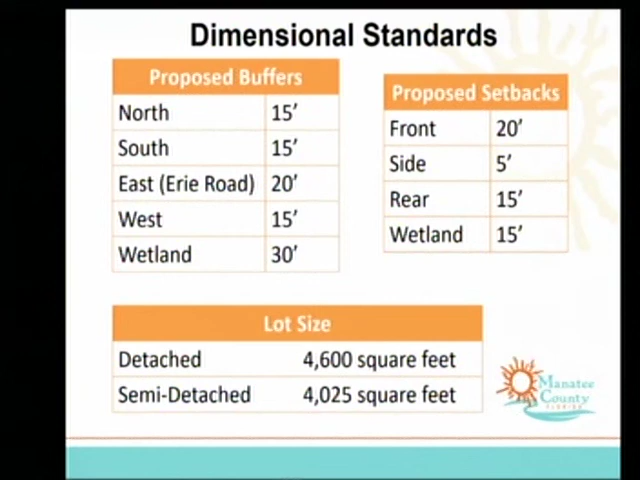 Dimensional Standards
Proposed Buffers
North 15'
South 15'
East (Erie Road) 20'
West 15'
Wetland 30'
Proposed Setbacks
Front 20'
Side 5'
Rear 15'
Wetland 15'
Lot Size
Detached 4,600 square feet
Semi-Detached 4,025 square feet
Manatee
County
FLORIDA